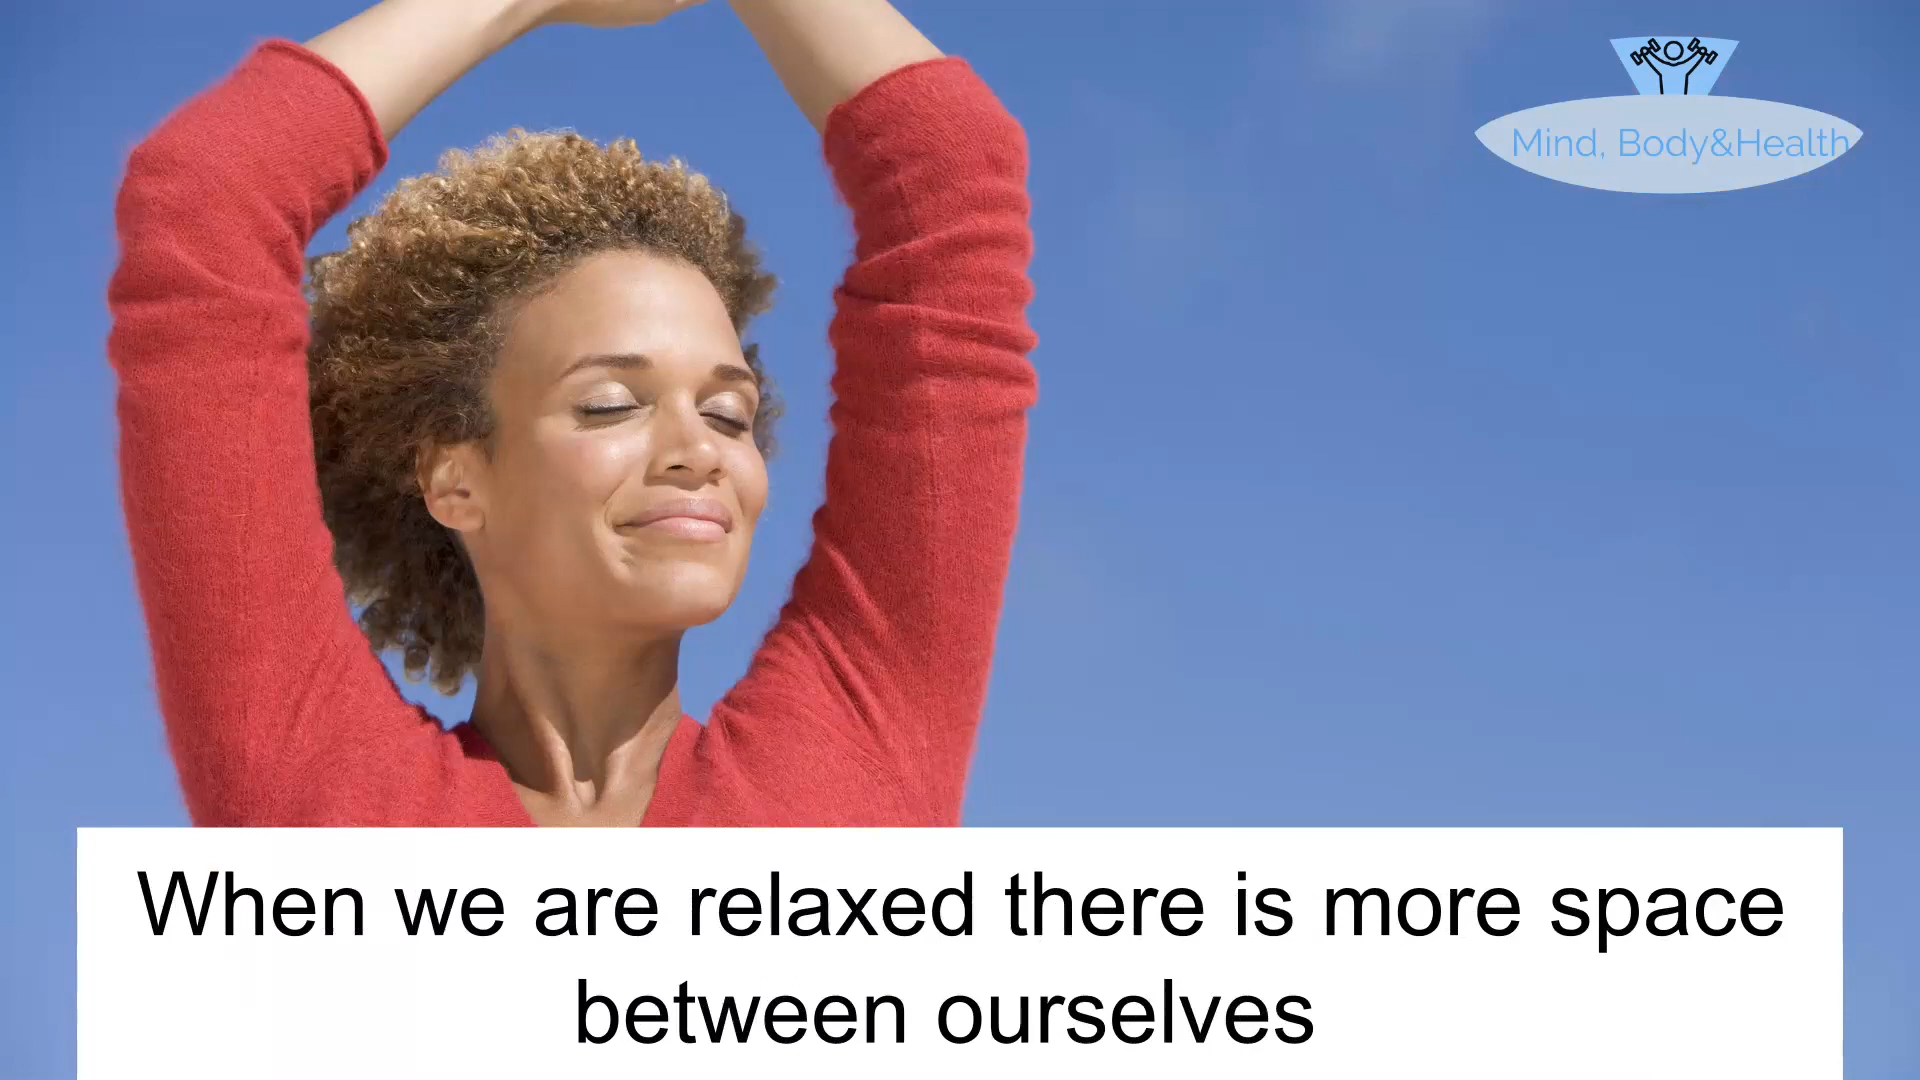 Mind, Body&Health
When we are relaxed there is more space
between ourselves